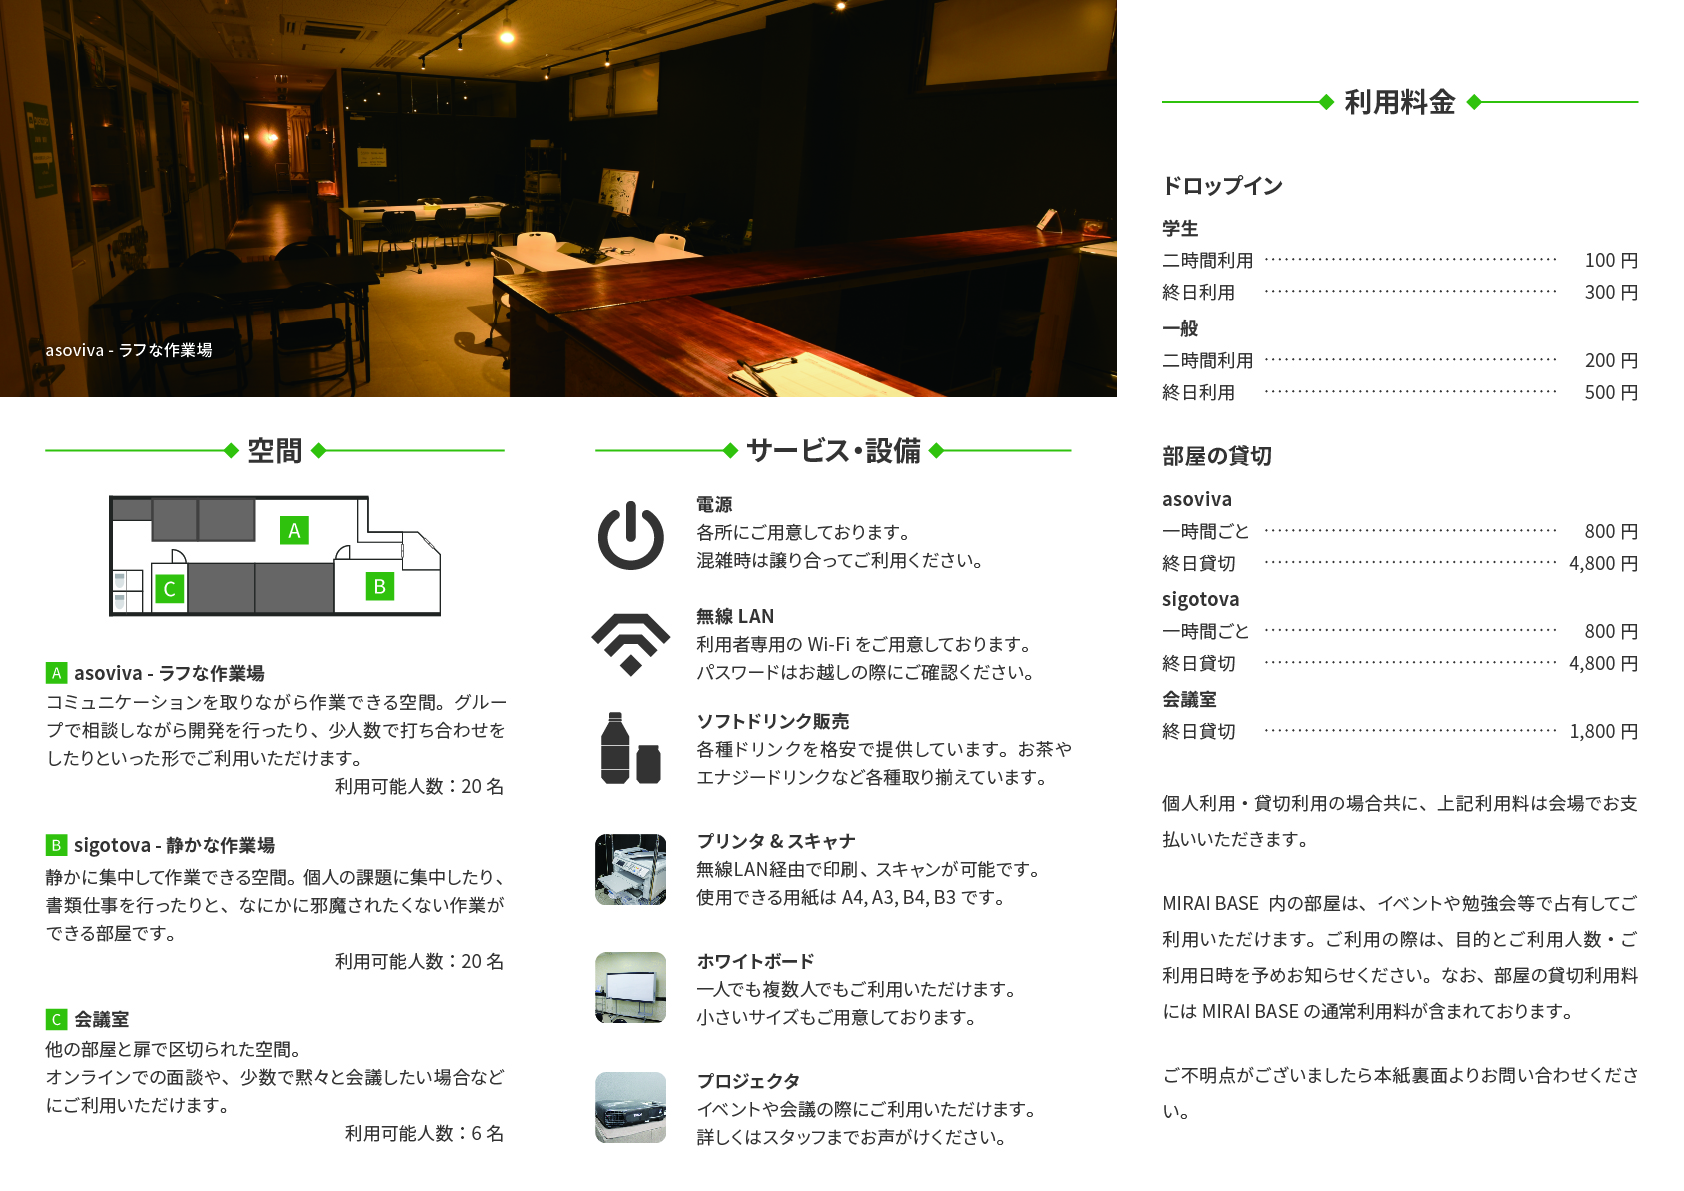 asoviva - ラフな作業場
空間
A
B
C
A asoviva - ラフな作業場
コミュニケーションを取りながら作業できる空間。グルー
プで相談しながら開発を行ったり、少人数で打ち合わせを
したりといった形でご利用いただけます。
利用可能人数：20 名
B sigotova - 静かな作業場
静かに集中して作業できる空間。個人の課題に集中したり、
書類仕事を行ったりと、なにかに邪魔されたくない作業が
できる部屋です。
利用可能人数：20 名
C 会議室
他の部屋と扉で区切られた空間。
オンラインでの面談や、少数で黙々と会議したい場合など
にご利用いただけます。
利用可能人数：6 名
サービス・設備
電源
各所にご用意しております。
混雑時は譲り合ってご利用ください。
無線 LAN
利用者専用の Wi-Fi をご用意しております。
パスワードはお越しの際にご確認ください。
ソフトドリンク販売
各種ドリンクを格安で提供しています。お茶や
エナジードリンクなど各種取り揃えています。
プリンタ & スキャナ
無線LAN経由で印刷、スキャンが可能です。
使用できる用紙は A4, A3, B4, B3 です。
ホワイトボード
一人でも複数人でもご利用いただけます。
小さいサイズもご用意しております。
プロジェクタ
イベントや会議の際にご利用いただけます。
詳しくはスタッフまでお声がけください。
利用料金
ドロップイン
学生
二時間利用 ………………………………………… 100 円
終日利用 ………………………………………… 300 円
一般
二時間利用 ………………………………………… 200 円
終日利用 ………………………………………… 500 円
部屋の貸切
asoviva
一時間ごと ………………………………………… 800 円
終日貸切 ………………………………………… 4,800 円
sigotova
一時間ごと ………………………………………… 800 円
終日貸切 ………………………………………… 4,800 円
会議室
終日貸切 ………………………………………… 1,800 円
個人利用・貸切利用の場合共に、上記利用料は会場でお支
払いいただきます。
MIRAI BASE 内の部屋は、イベントや勉強会等で占有してご
利用いただけます。ご利用の際は、目的とご利用人数・ご
利用日時を予めお知らせください。なお、部屋の貸切利用料
には MIRAI BASE の通常利用料が含まれております。
ご不明点がございましたら本紙裏面よりお問い合わせくださ
い。